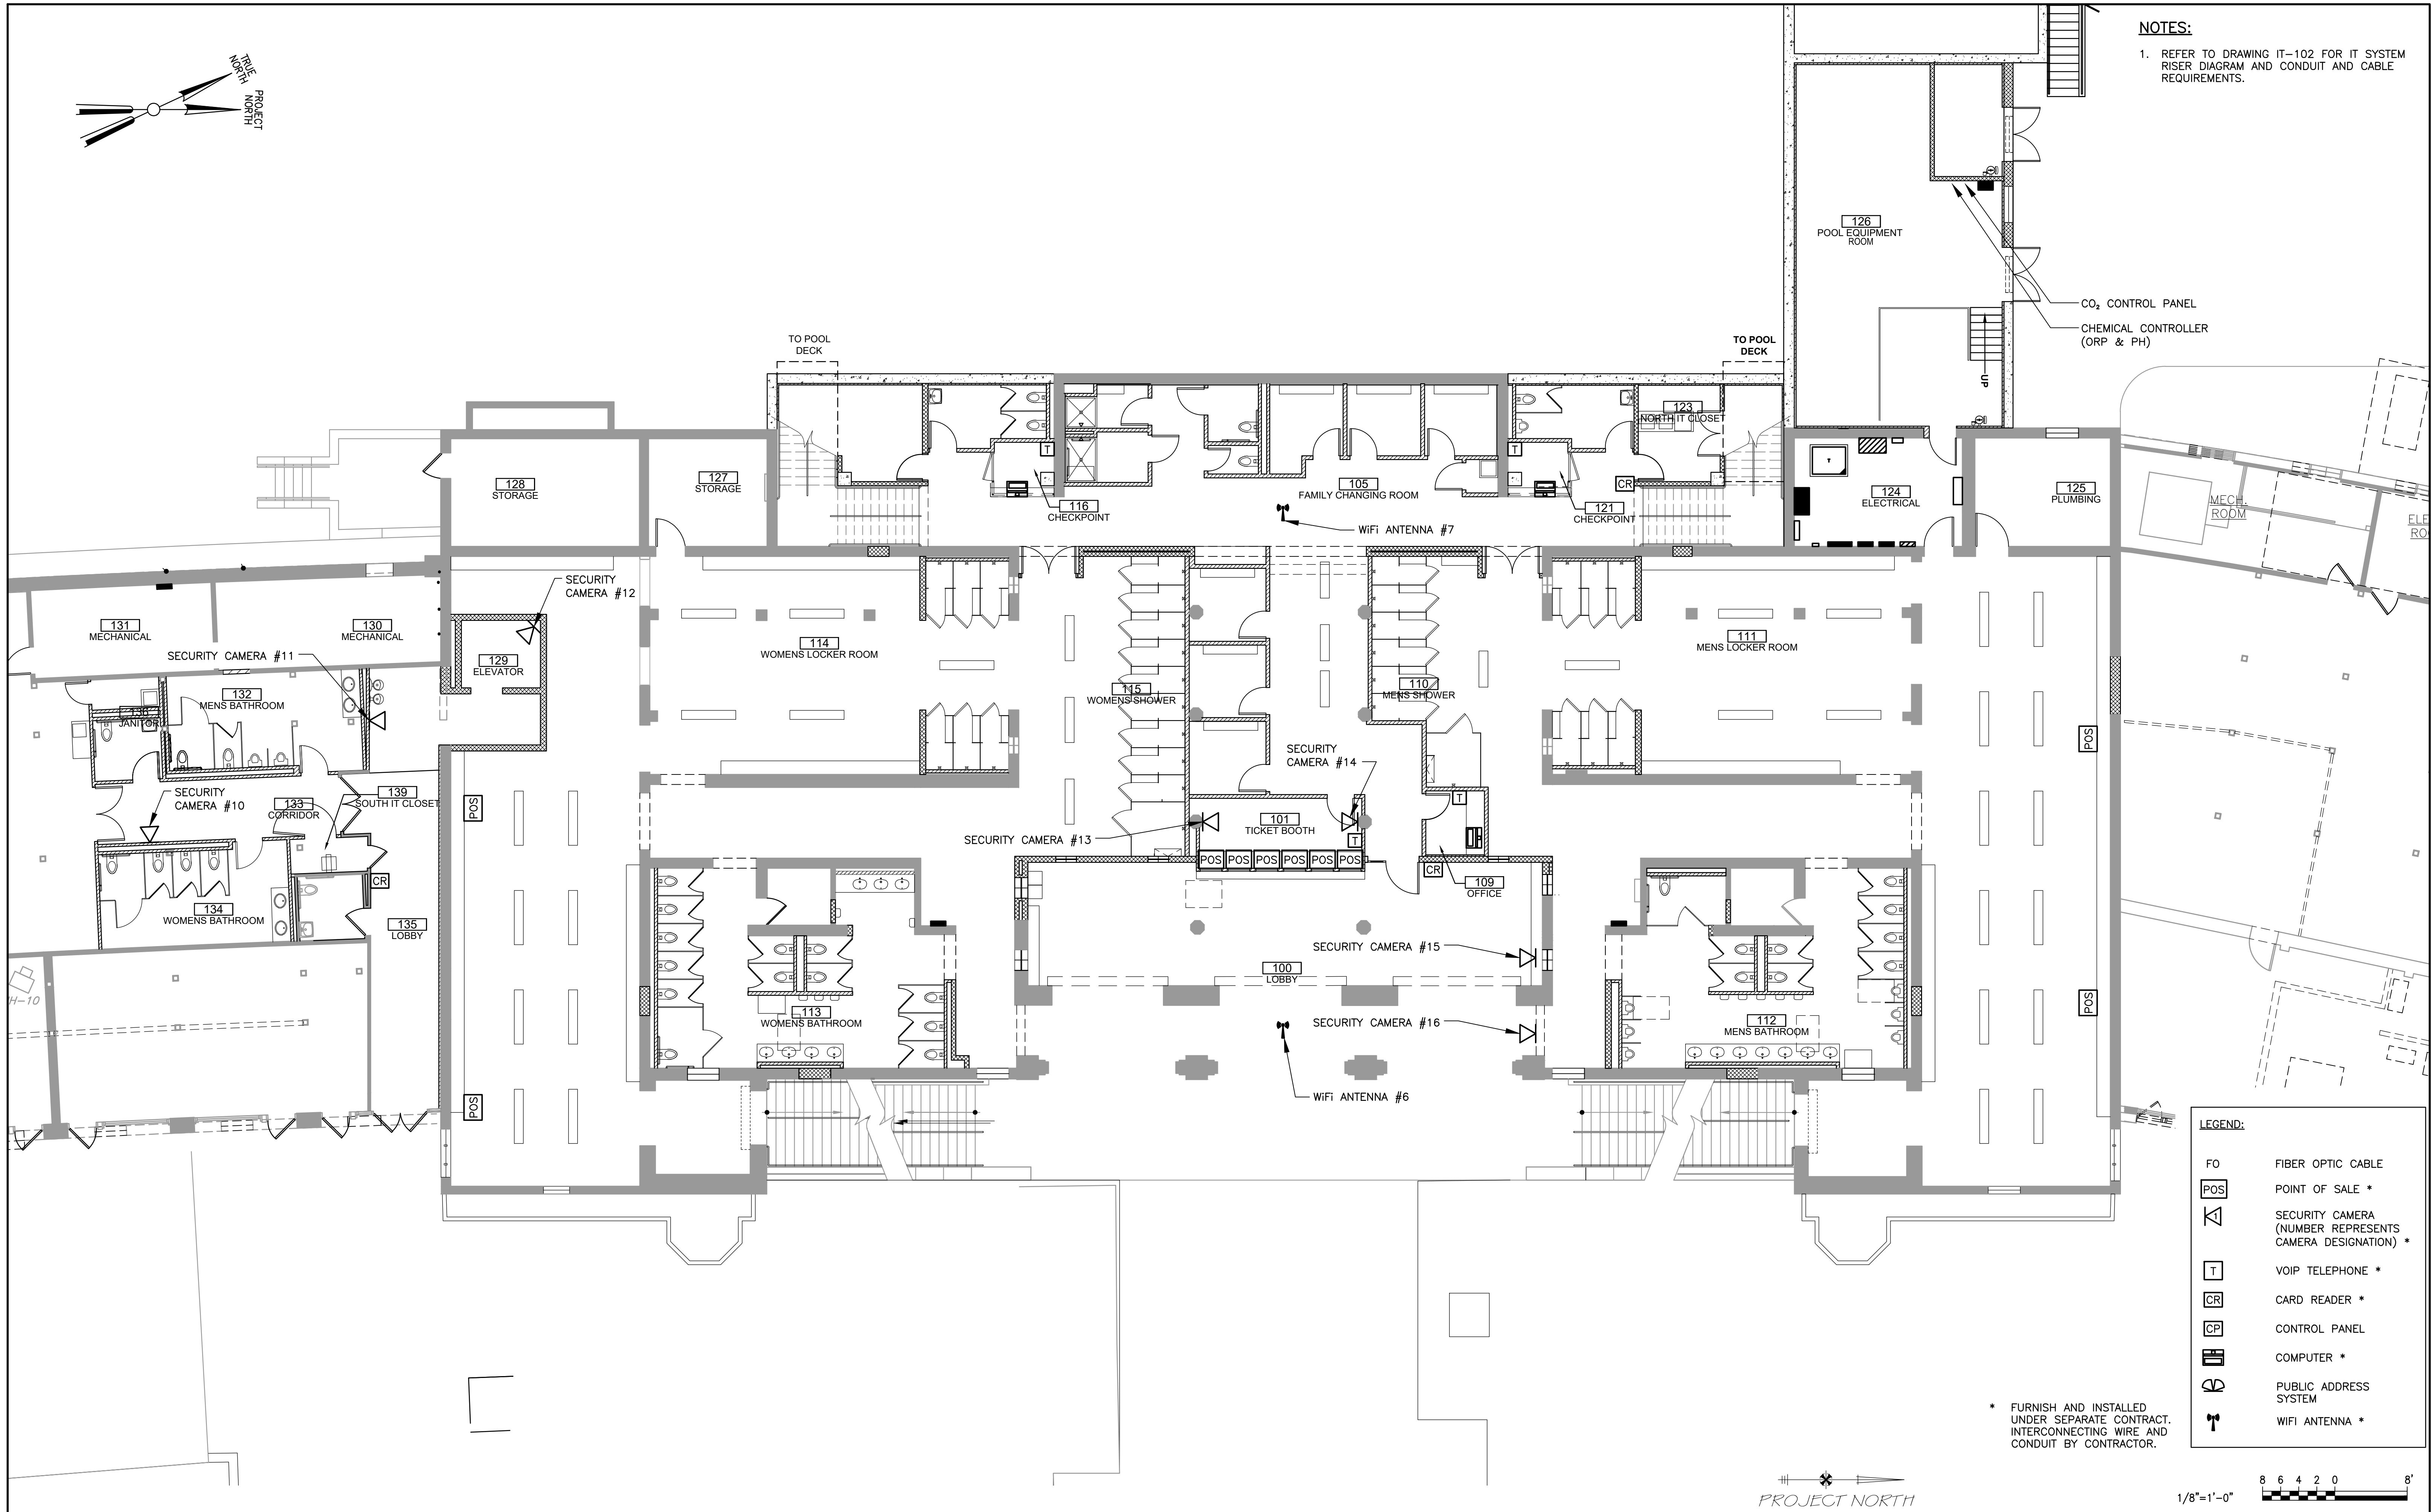 NOTES:
1. REFER TO DRAWING IT-102 FOR IT SYSTEM
RISER DIAGRAM AND CONDUIT AND CABLE
REQUIREMENTS.
TRUE
NORTH
PROJECT
NORTH
126
POOL EQUIPMENT
ROOM
CO₂ CONTROL PANEL
CHEMICAL CONTROLLER
(ORP & PH)
UP
TO POOL
DECK
TO POOL
DECK
123
NORTH IT CLOSET
T
T
CR
128
STORAGE
127
STORAGE
116
CHECKPOINT
105
FAMILY CHANGING ROOM
121
CHECKPOINT
WiFi ANTENNA #7
T
124
ELECTRICAL
125
PLUMBING
MECH.
ROOM
ELE
RO
SECURITY
CAMERA #12
131
MECHANICAL
130
MECHANICAL
SECURITY CAMERA #11
129
ELEVATOR
114
WOMENS LOCKER ROOM
111
MENS LOCKER ROOM
132
MENS BATHROOM
115
WOMENS SHOWER
110
MENS SHOWER
JANITOR
SECURITY
CAMERA #14
POS
SECURITY
CAMERA #10
133
CORRIDOR
139
SOUTH IT CLOSET
POS
SECURITY CAMERA #13
101
TICKET BOOTH
T
T
POS POS POS POS POS POS
CR
109
OFFICE
CR
134
WOMENS BATHROOM
135
LOBBY
SECURITY CAMERA #15
100
LOBBY
H-10
POS
113
WOMENS BATHROOM
SECURITY CAMERA #16
112
MENS BATHROOM
POS
WiFi ANTENNA #6
LEGEND:
FO FIBER OPTIC CABLE
POS POINT OF SALE *
1 SECURITY CAMERA
(NUMBER REPRESENTS
CAMERA DESIGNATION) *
T VOIP TELEPHONE *
CR CARD READER *
CP CONTROL PANEL
COMPUTER *
PUBLIC ADDRESS
SYSTEM
WIFI ANTENNA *
* FURNISH AND INSTALLED
UNDER SEPARATE CONTRACT.
INTERCONNECTING WIRE AND
CONDUIT BY CONTRACTOR.
PROJECT NORTH
8 6 4 2 0 8'
1/8"=1'-0"